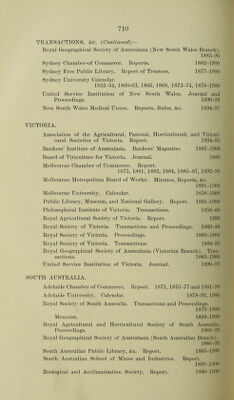 710
TRANSACTIONS, &c. (Continued):—
Royal Geographical Society of Australasia (New South Wales Branch).
1885-96
Sydney Chamber of Commerce. Reports. 1882-1900
Sydney Free Public Library. Report of Trustees. 1877-1900
Sydney University Calendar.
1852-54, 1860-63, 1866, 1868, 1873-74, 1878-1900
United Service Institution of New South Wales. Journal and
Proceedings. 1890-99
New South Wales Medical Union. Reports, Rules, &c. 1894-97
VICTORIA.
Association of the Agricultural, Pastoral, Horticultural, and Viticul-
tural Societies of Victoria. Report. 1894-95
Bankers' Institute of Australasia. Bankers' Magazine. 1887-1900
Board of Viticulture for Victoria. Journal. 1889
Melbourne Chamber of Commerce. Report.
1875, 1881, 1882, 1884, 1885-87, 1892-99
Melbourne Metropolitan Board of Works. Minutes, Reports, &c.
1891-1900
Melbourne University. Calendar. 1858-1900
Public Library, Museums, and National Gallery. Report. 1885-1900
Philosophical Institute of Victoria. Transactions. 1856-60
Royal Agricultural Society of Victoria. Report. 1896
Royal Society of Victoria. Transactions and Proceedings. 1860-88
Royal Society of Victoria. Proceedings. 1889-1900
Royal Society of Victoria. Transactions. 1888-95
Royal Geographical Society of Australasia (Victorian Branch). Tran-
sactions. 1885-1900
United Service Institution of Victoria. Journal. 1890-97
SOUTH AUSTRALIA.
Adelaide Chamber of Commerce. Report. 1871, 1876-77 and 1881-98
Adelaide University. Calendar. 1878-92, 1900
Royal Society of South Australia. Transactions and Proceedings.
1879-1900
Memoirs. 1899-1900
Royal Agricultural and Horticultural Society of South Australia.
Proceedings. 1868-92
Royal Geographical Society of Australasia (South Australian Branch).
1886-99
South Australian Public Library, &c. Report. 1885-1900
South Australian School of Mines and Industries. Report.
1889-1900
Zoological and Acclimatisation Society. Report. 1880-1900